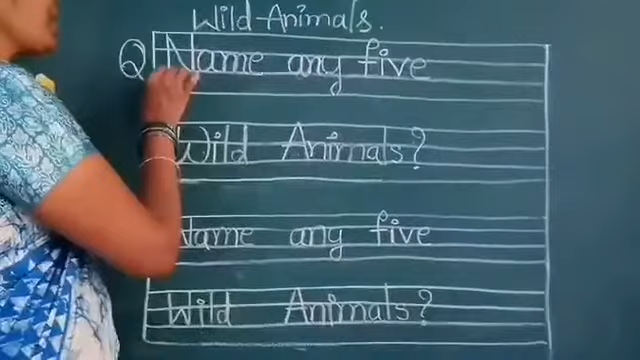 Wild-Animals.
Q Name any five
Wild Animals?
Name any five
Wild Animals?